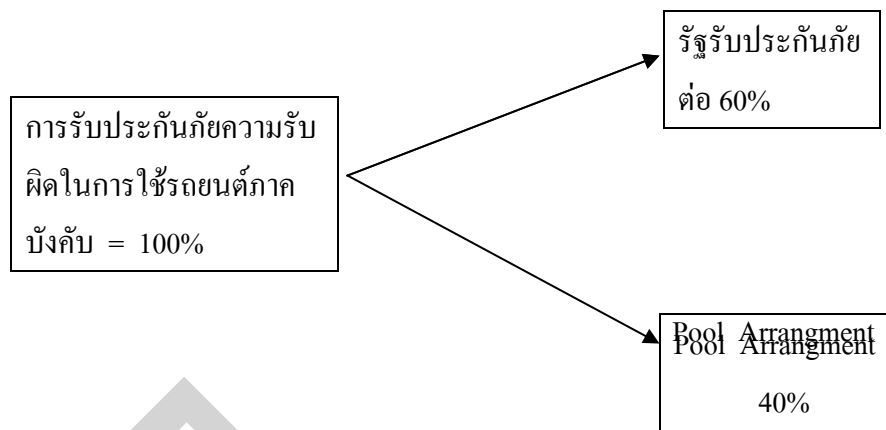 รัฐรับประกันภัย
ต่อ 60%
การรับประกันภัยความรับ
ผิดในการใช้รถยนต์ภาค
บังคับ = 100%
Pool Arrangment
Pool Arrangment
40%